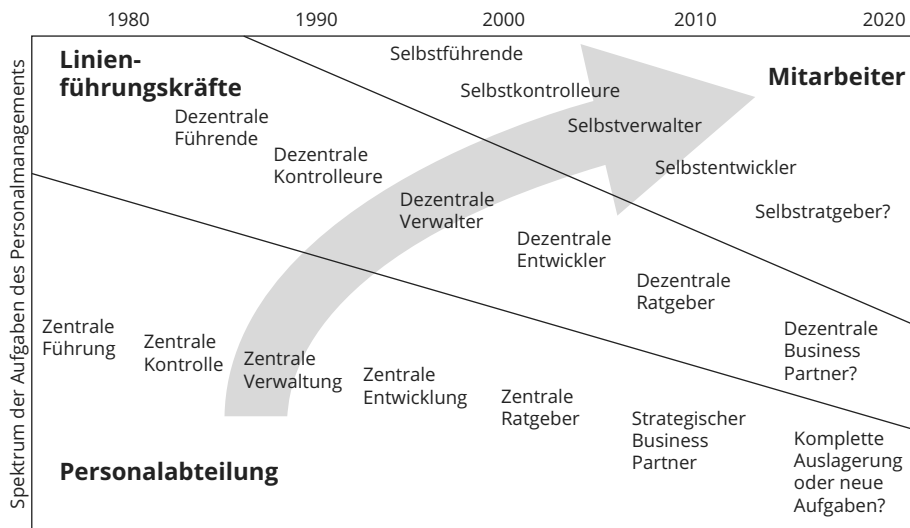 1980 1990 2000 2010 2020
Spektrum der Aufgaben des Personalmanagements
Linien-
führungskräfte
Mitarbeiter
Selbstführende
Selbstkontrolleure
Selbstverwalter
Selbstentwickler
Selbstratgeber?
Dezentrale
Führende
Dezentrale
Kontrolleure
Dezentrale
Verwalter
Dezentrale
Entwickler
Dezentrale
Ratgeber
Dezentrale
Business
Partner?
Zentrale
Führung
Zentrale
Kontrolle
Zentrale
Verwaltung
Zentrale
Entwicklung
Zentrale
Ratgeber
Strategischer
Business
Partner
Komplette
Auslagerung
oder neue
Aufgaben?
Personalabteilung